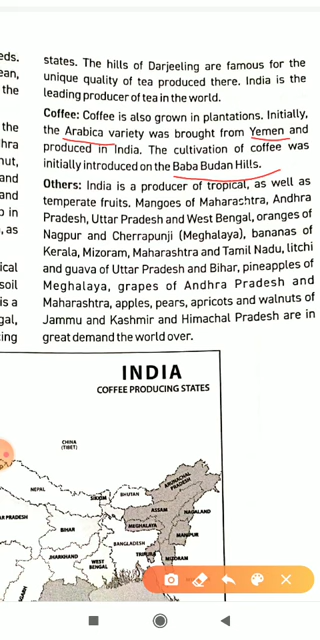 eds.
ean,
the
the
hra
nut,
and
and
p in
, as
ical
soil
is a
gal,
ing
states. The hills of Darjeeling are famous for the
unique quality of tea produced there. India is the
leading producer of tea in the world.
Coffee: Coffee is also grown in plantations. Initially,
the Arabica variety was brought from Yemen and
produced in India. The cultivation of coffee was
initially introduced on the Baba Budan Hills.
Others: India is a producer of tropical, as well as
temperate fruits. Mangoes of Maharashtra, Andhra
Pradesh, Uttar Pradesh and West Bengal, oranges of
Nagpur and Cherrapunji (Meghalaya), bananas of
Kerala, Mizoram, Maharashtra and Tamil Nadu, litchi
and guava of Uttar Pradesh and Bihar, pineapples of
Meghalaya, grapes of Andhra Pradesh and
Maharashtra, apples, pears, apricots and walnuts of
Jammu and Kashmir and Himachal Pradesh are in
great demand the world over.
INDIA
COFFEE PRODUCING STATES
CHINA
(TIBET)
NEPAL
SIKKIM
BHUTAN
ARUNACHAL
PRADESH
AR PRADESH
ASSAM
NAGALAND
BIHAR
MEGHALAYA
MANIPUR
BANGLADESH
JHARKHAND
TRIPURA
MIZORAM
WEST
BENGAL